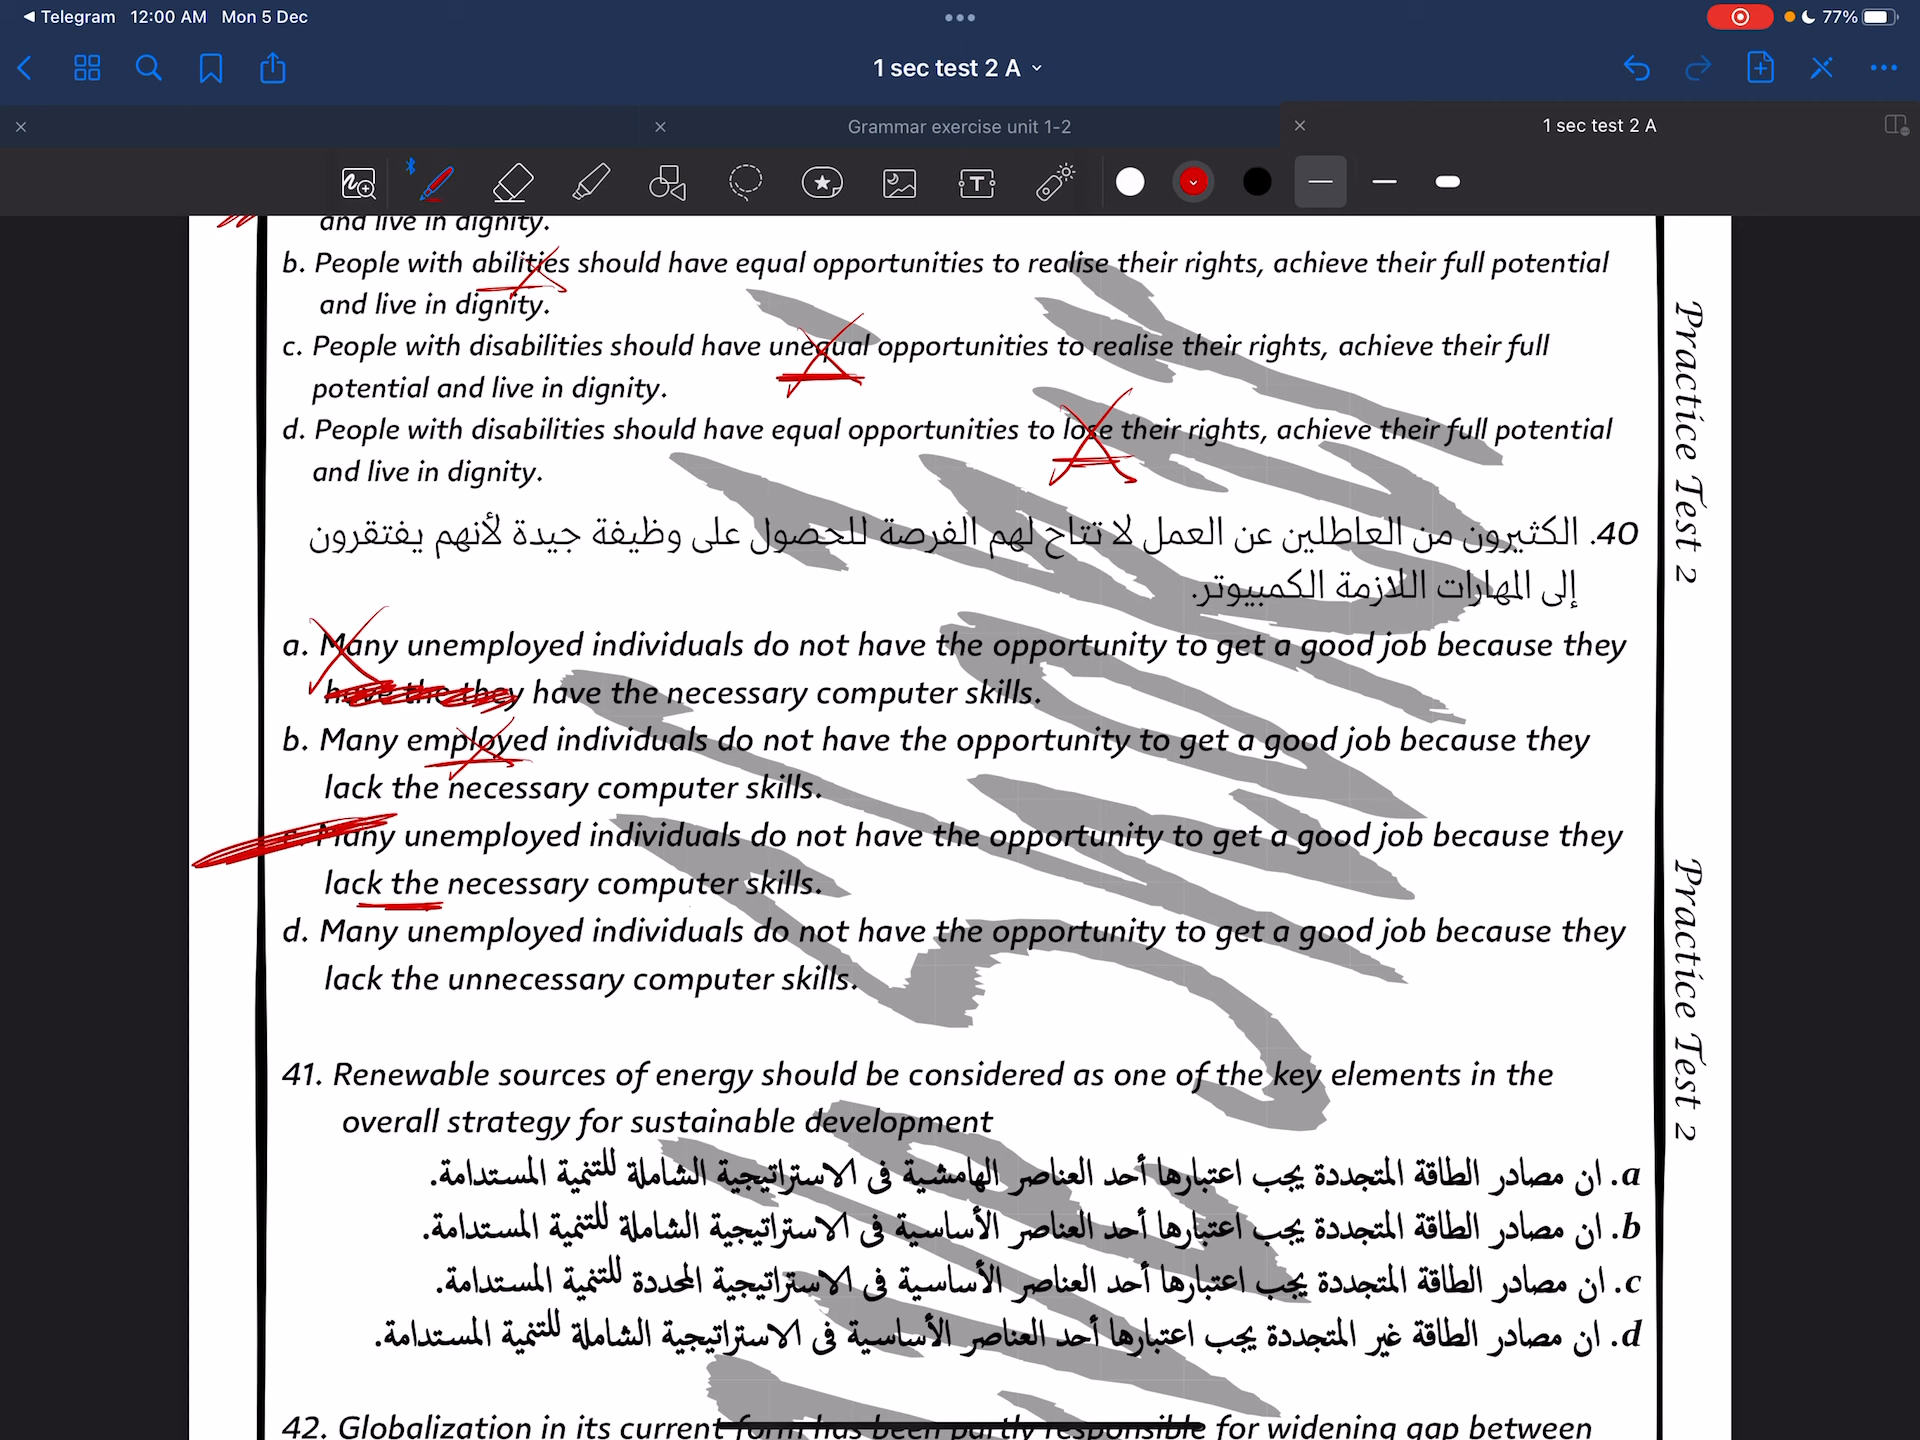 Telegram 12:00 AM Mon 5 Dec
77%
1 sec test 2 A
Grammar exercise unit 1-2
1 sec test 2 A
and live in dignity.
b. People with abilities should have equal opportunities to realise their rights, achieve their full potential
and live in dignity.
c. People with disabilities should have unequal opportunities to realise their rights, achieve their full
potential and live in dignity.
d. People with disabilities should have equal opportunities to lose their rights, achieve their full potential
and live in dignity.
40. الكثيرون من العاطلين عن العمل لا تتاح لهم الفرصة للحصول على وظيفة جيدة لأنهم يفتقرون
إلى المهارات اللازمة الكمبيوتر.
a. Many unemployed individuals do not have the opportunity to get a good job because they
have the they have the necessary computer skills.
b. Many employed individuals do not have the opportunity to get a good job because they
lack the necessary computer skills.
c. Many unemployed individuals do not have the opportunity to get a good job because they
lack the necessary computer skills.
d. Many unemployed individuals do not have the opportunity to get a good job because they
lack the unnecessary computer skills.
41. Renewable sources of energy should be considered as one of the key elements in the
overall strategy for sustainable development
a. ان مصادر الطاقة المتجددة يجب اعتبارها أحد العناصر الهامشية فى الاستراتيجية الشاملة للتنمية المستدامة.
b. ان مصادر الطاقة المتجددة يجب اعتبارها أحد العناصر الأساسية فى الاستراتيجية الشاملة للتنمية المستدامة.
c. ان مصادر الطاقة المتجددة يجب اعتبارها أحد العناصر الأساسية فى الاستراتيجية المحددة للتنمية المستدامة.
d. ان مصادر الطاقة غير المتجددة يجب اعتبارها أحد العناصر الأساسية فى الاستراتيجية الشاملة للتنمية المستدامة.
42. Globalization in its current form has been partly responsible for widening gap between
Practice Test 2
Practice Test 2